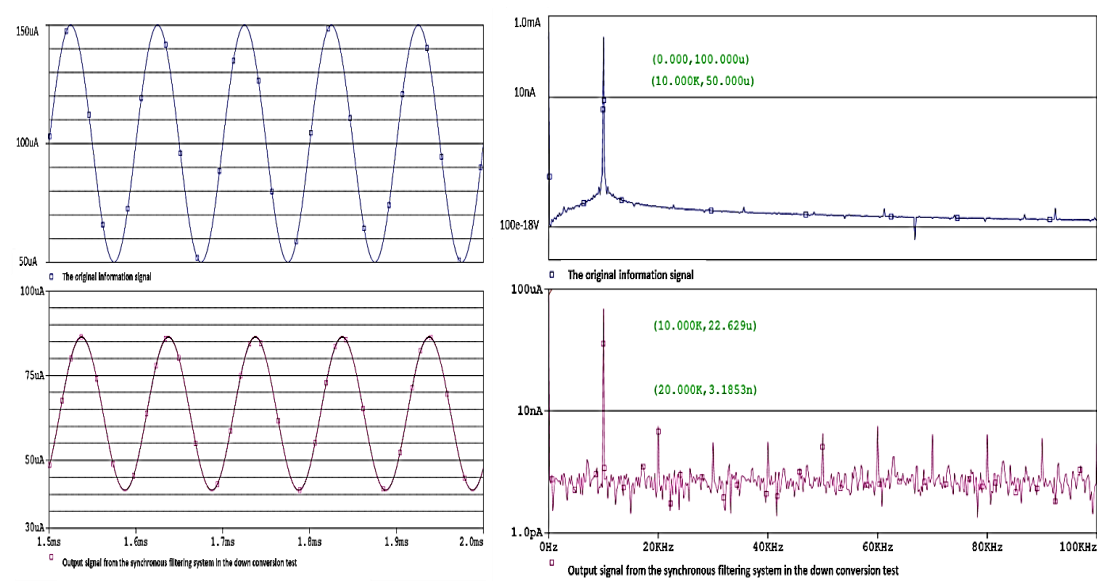 150uA
100uA
50uA
The original information signal
100uA
75uA
50uA
30uA
1.5ms 1.6ms 1.7ms 1.8ms 1.9ms 2.0ms
Output signal from the synchronous filtering system in the down conversion test
1.0mA
(0.000,100.000u)
(10.000K,50.000u)
10nA
100e-18V
The original information signal
100uA
(10.000K,22.629u)
(20.000K,3.1853n)
10nA
1.0pA
0Hz 20KHz 40KHz 60KHz 80KHz 100KHz
Output signal from the synchronous filtering system in the down conversion test